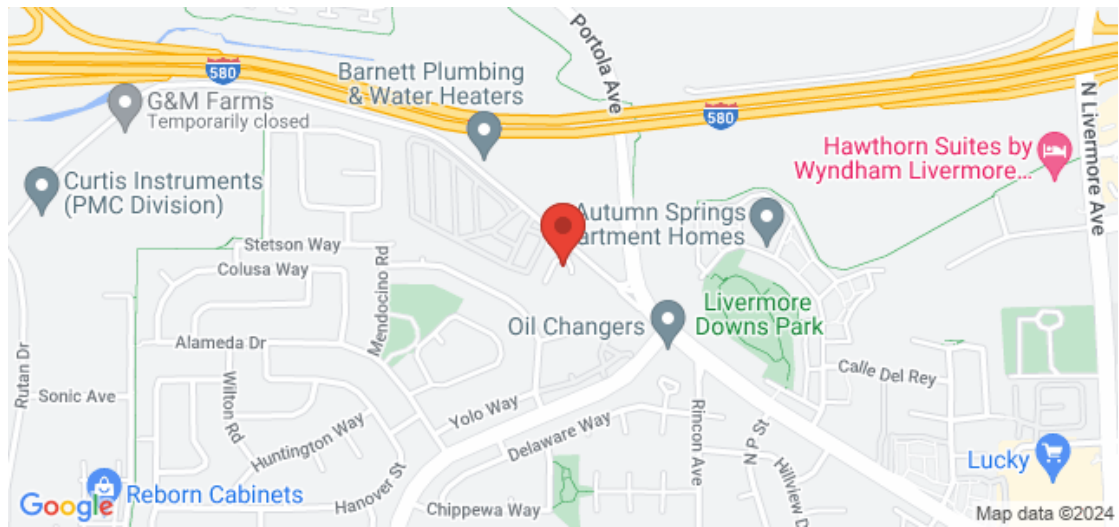 580
Portola Ave
Barnett Plumbing
& Water Heaters
G&M Farms
Temporarily closed
580
N Livermore Ave
Hawthorn Suites by
Wyndham Livermore...
Curtis Instruments
(PMC Division)
Autumn Springs
artment Homes
Stetson Way
Colusa Way
Mendocino Rd
Livermore
Downs Park
Oil Changers
Rutan Dr
Alameda Dr
Calle Del Rey
Sonic Ave
Wilton Rd
Yolo Way
Huntington Way
Delaware Way
Rincon Ave
N P St
Hillview D
Lucky
Reborn Cabinets
Hanover St
Chippewa Way
Google
Map data ©2024